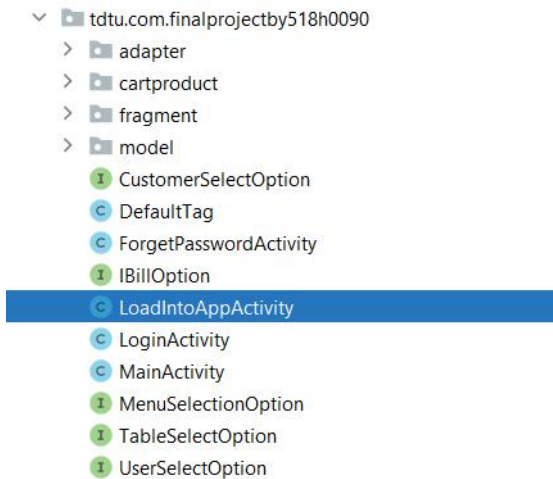 tdtu.com.finalprojectby518h0090
adapter
cartproduct
fragment
model
I CustomerSelectOption
C DefaultTag
C ForgetPasswordActivity
I IBillOption
C LoadIntoAppActivity
C LoginActivity
C MainActivity
I MenuSelectionOption
I TableSelectOption
I UserSelectOption